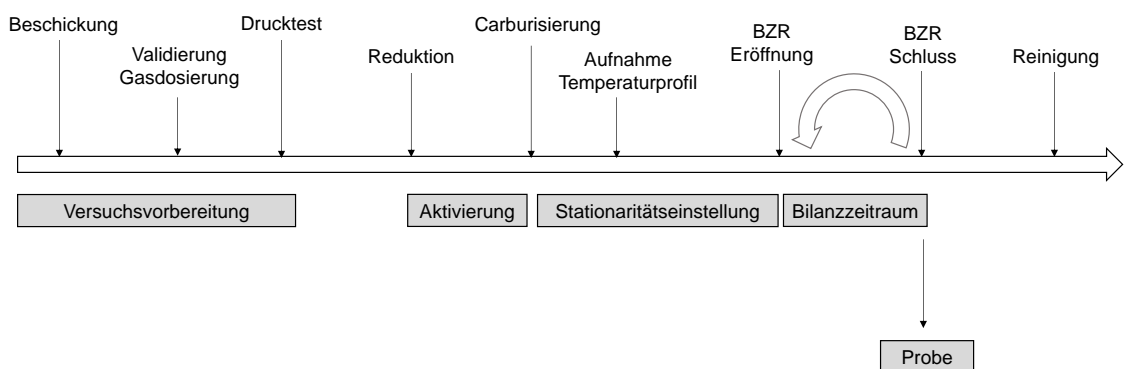 Beschickung
Validierung
Gasdosierung
Drucktest
Reduktion
Carburisierung
Aufnahme
Temperaturprofil
BZR
Eröffnung
BZR
Schluss
Reinigung
Versuchsvorbereitung
Aktivierung
Stationaritätseinstellung
Bilanzzeitraum
Probe